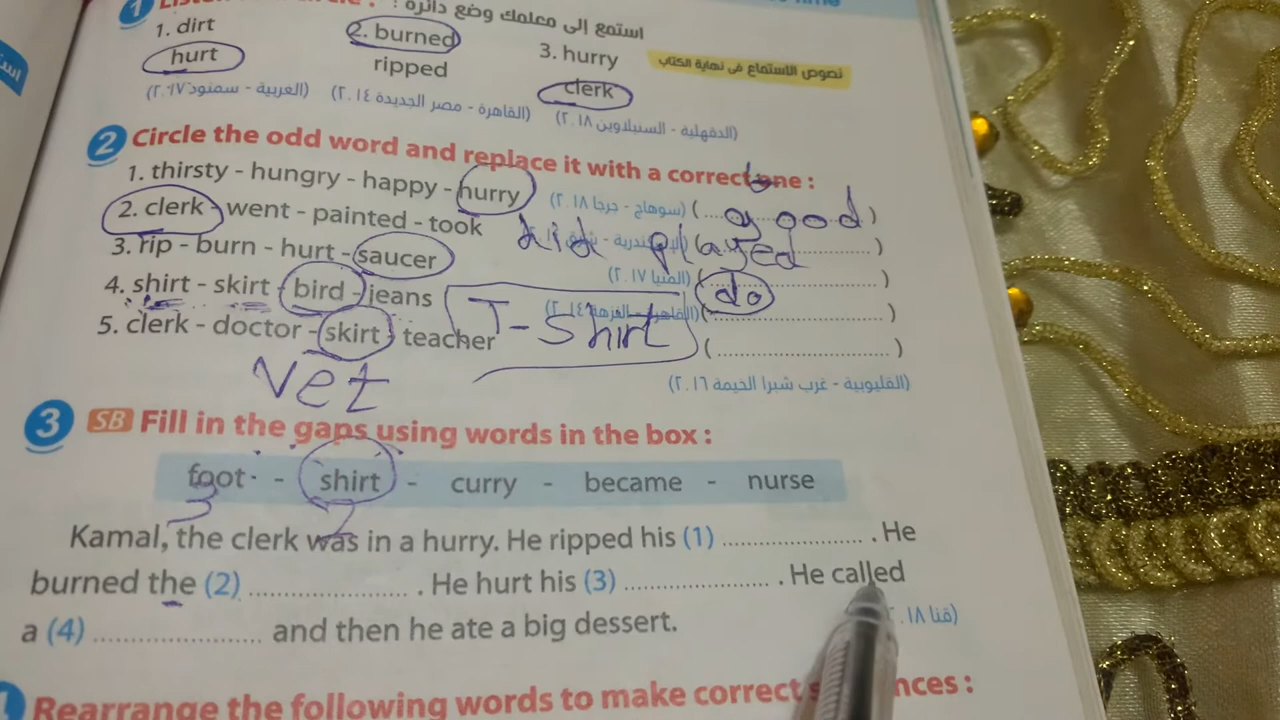 استمع إلى معلمك وضع دائرة :
1. dirt 2. burned 3. hurry
hurt ripped clerk
نصوص الاستماع فى نهاية الكتاب
(العربية - سمنود ٢٠١٧) (القاهرة - مصر الجديدة ٢٠١٤) (الدقهلية - السنبلاوين ٢٠١٨)
2 Circle the odd word and replace it with a correct one :
1. thirsty - hungry - happy - hurry (سوهاج - جرجا ٢٠١٨) (.... good)
2. clerk - went - painted - took did played
3. rip - burn - hurt - saucer (المنيا ٢٠١٧) (do)
4. shirt - skirt - bird - jeans T-Shirt
5. clerk - doctor - skirt - teacher (....)
vet
(القليوبية - غرب شبرا الخيمة ٢٠١٦)
3 SB Fill in the gaps using words in the box :
foot - shirt - curry - became - nurse
3
Kamal, the clerk was in a hurry. He ripped his (1) .................... . He
burned the (2) .................... . He hurt his (3) .................... . He called
a (4) .................... and then he ate a big dessert.
(قنا ٢٠١٨)
Rearrange the following words to make correct